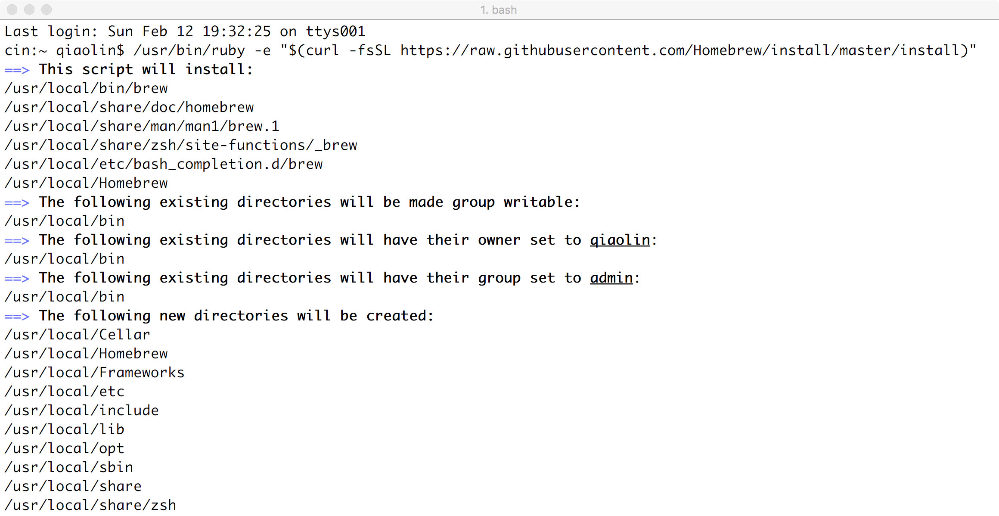 1. bash
Last login: Sun Feb 12 19:32:25 on ttys001
cin:~ qiaolin$ /usr/bin/ruby -e "$(curl -fsSL https://raw.githubusercontent.com/Homebrew/install/master/install)"
==> This script will install:
/usr/local/bin/brew
/usr/local/share/doc/homebrew
/usr/local/share/man/man1/brew.1
/usr/local/share/zsh/site-functions/_brew
/usr/local/etc/bash_completion.d/brew
/usr/local/Homebrew
==> The following existing directories will be made group writable:
/usr/local/bin
==> The following existing directories will have their owner set to qiaolin:
/usr/local/bin
==> The following existing directories will have their group set to admin:
/usr/local/bin
==> The following new directories will be created:
/usr/local/Cellar
/usr/local/Homebrew
/usr/local/Frameworks
/usr/local/etc
/usr/local/include
/usr/local/lib
/usr/local/opt
/usr/local/sbin
/usr/local/share
/usr/local/share/zsh